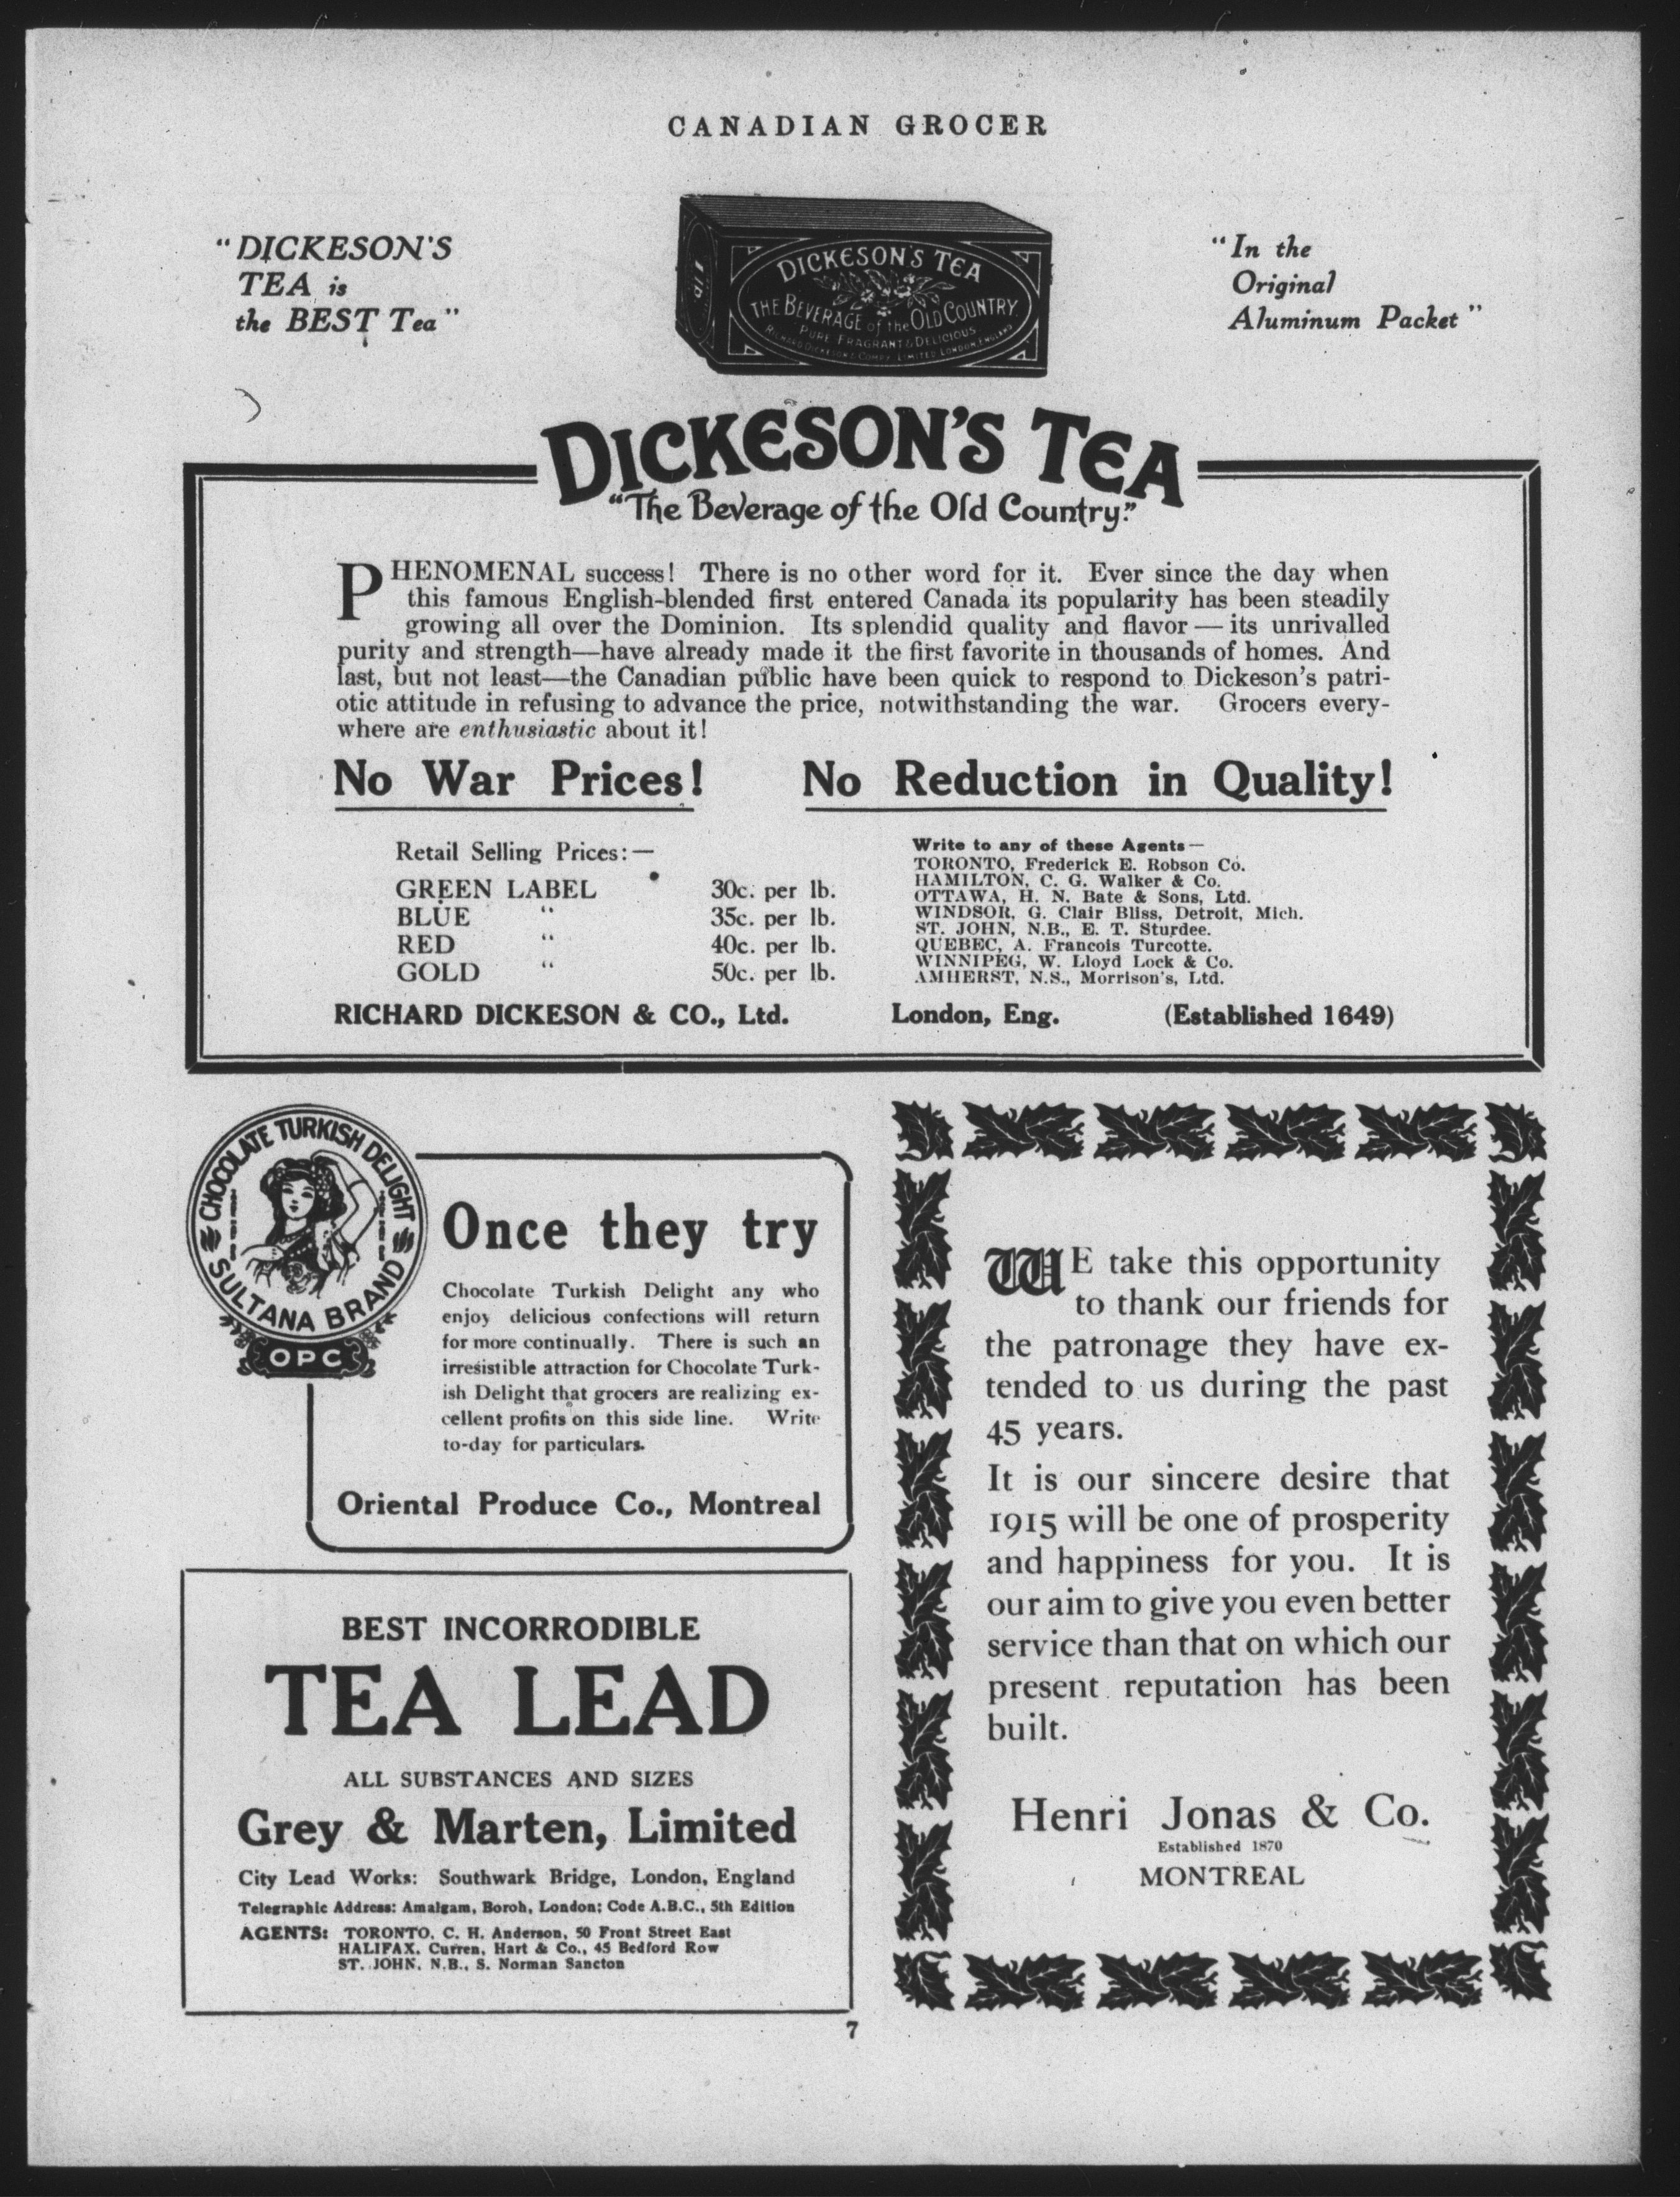 CANADIAN GROCER
"DICKESON'S
TEA is
the BEST Tea"
DICKESON'S TEA
THE BEVERAGE of the OLD COUNTRY
PURE FRAGRANT & DELICIOUS
RICHARD DICKESON & COMPY. LIMITED LONDON, ENGLAND
"In the
Original
Aluminum Packet"
DICKESON'S TEA
"The Beverage of the Old Country."
PHENOMENAL success! There is no other word for it. Ever since the day when
this famous English-blended first entered Canada its popularity has been steadily
growing all over the Dominion. Its splendid quality and flavor — its unrivalled
purity and strength—have already made it the first favorite in thousands of homes. And
last, but not least—the Canadian public have been quick to respond to Dickeson's patri-
otic attitude in refusing to advance the price, notwithstanding the war. Grocers every-
where are enthusiastic about it!
No War Prices! No Reduction in Quality!
Retail Selling Prices:—
GREEN LABEL 30c. per lb.
BLUE " 35c. per lb.
RED " 40c. per lb.
GOLD " 50c. per lb.
Write to any of these Agents—
TORONTO, Frederick E. Robson Co.
HAMILTON, C. G. Walker & Co.
OTTAWA, H. N. Bate & Sons, Ltd.
WINDSOR, G. Clair Bliss, Detroit, Mich.
ST. JOHN, N.B., E. T. Sturdee.
QUEBEC, A. Francois Turcotte.
WINNIPEG, W. Lloyd Lock & Co.
AMHERST, N.S., Morrison's, Ltd.
RICHARD DICKESON & CO., Ltd. London, Eng. (Established 1649)
CHOCOLATE TURKISH DELIGHT
SULTANA BRAND
OPC
Once they try
Chocolate Turkish Delight any who
enjoy delicious confections will return
for more continually. There is such an
irresistible attraction for Chocolate Turk-
ish Delight that grocers are realizing ex-
cellent profits on this side line. Write
to-day for particulars.
Oriental Produce Co., Montreal
BEST INCORRODIBLE
TEA LEAD
ALL SUBSTANCES AND SIZES
Grey & Marten, Limited
City Lead Works: Southwark Bridge, London, England
Telegraphic Address: Amalgam, Boroh, London; Code A.B.C., 5th Edition
AGENTS: TORONTO, C. H. Anderson, 50 Front Street East
HALIFAX, Curren, Hart & Co., 45 Bedford Row
ST. JOHN, N.B., S. Norman Sancton
WE take this opportunity
to thank our friends for
the patronage they have ex-
tended to us during the past
45 years.
It is our sincere desire that
1915 will be one of prosperity
and happiness for you. It is
our aim to give you even better
service than that on which our
present reputation has been
built.
Henri Jonas & Co.
Established 1870
MONTREAL
7